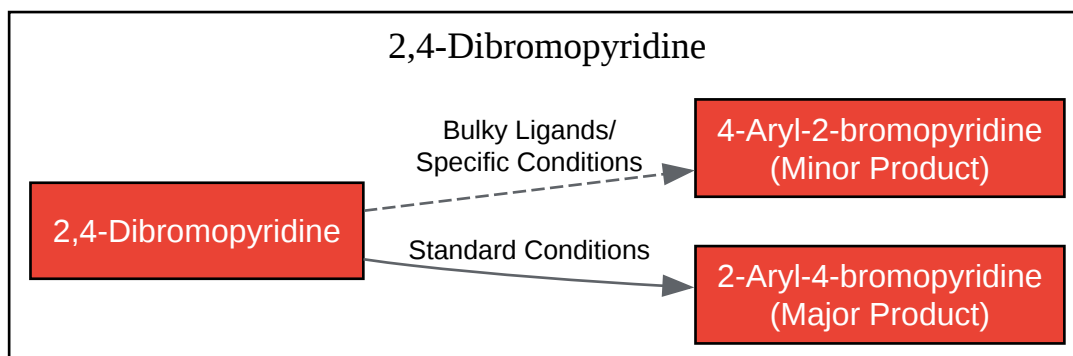 2,4-Dibromopyridine
Bulky Ligands/
Specific Conditions
4-Aryl-2-bromopyridine
(Minor Product)
2,4-Dibromopyridine
Standard Conditions
2-Aryl-4-bromopyridine
(Major Product)